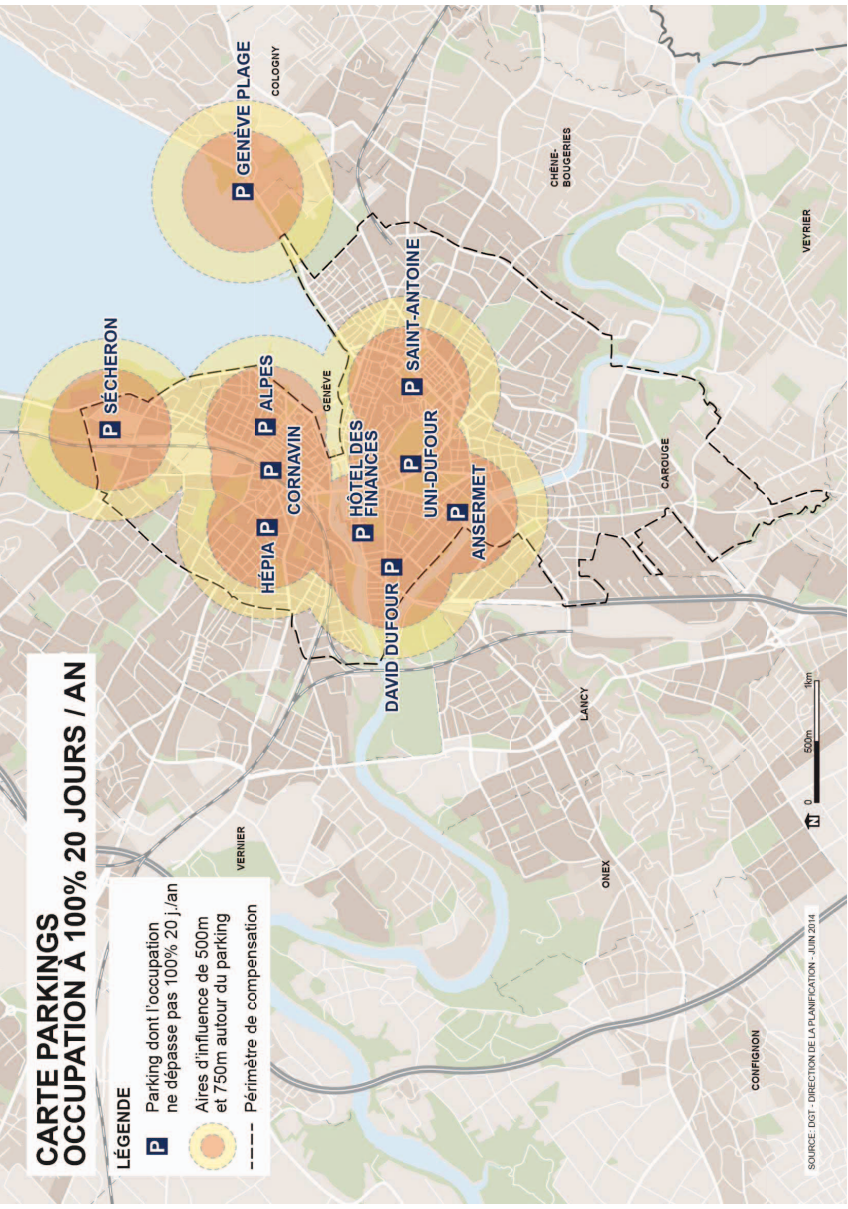 CARTE PARKINGS
OCCUPATION À 100% 20 JOURS / AN
LÉGENDE
P
Parking dont l'occupation
ne dépasse pas 100% 20 j./an
Aires d'influence de 500m
et 750m autour du parking
Périmètre de compensation
VERNIER
P GENÈVE PLAGE
COLOGNY
P SÉCHERON
P ALPES
P
CORNAVIN
HÉPIA P
GENÈVE
HÔTEL DES
FINANCES
P
P SAINT-ANTOINE
P
UNI-DUFOUR
P
ANSERMET
DAVID DUFOUR P
CHÊNE-
BOUGERIES
VEYRIER
CAROUGE
LANCY
ONEX
CONFIGNON
N
0 500m 1km
SOURCE: DGT - DIRECTION DE LA PLANIFICATION - JUIN 2014